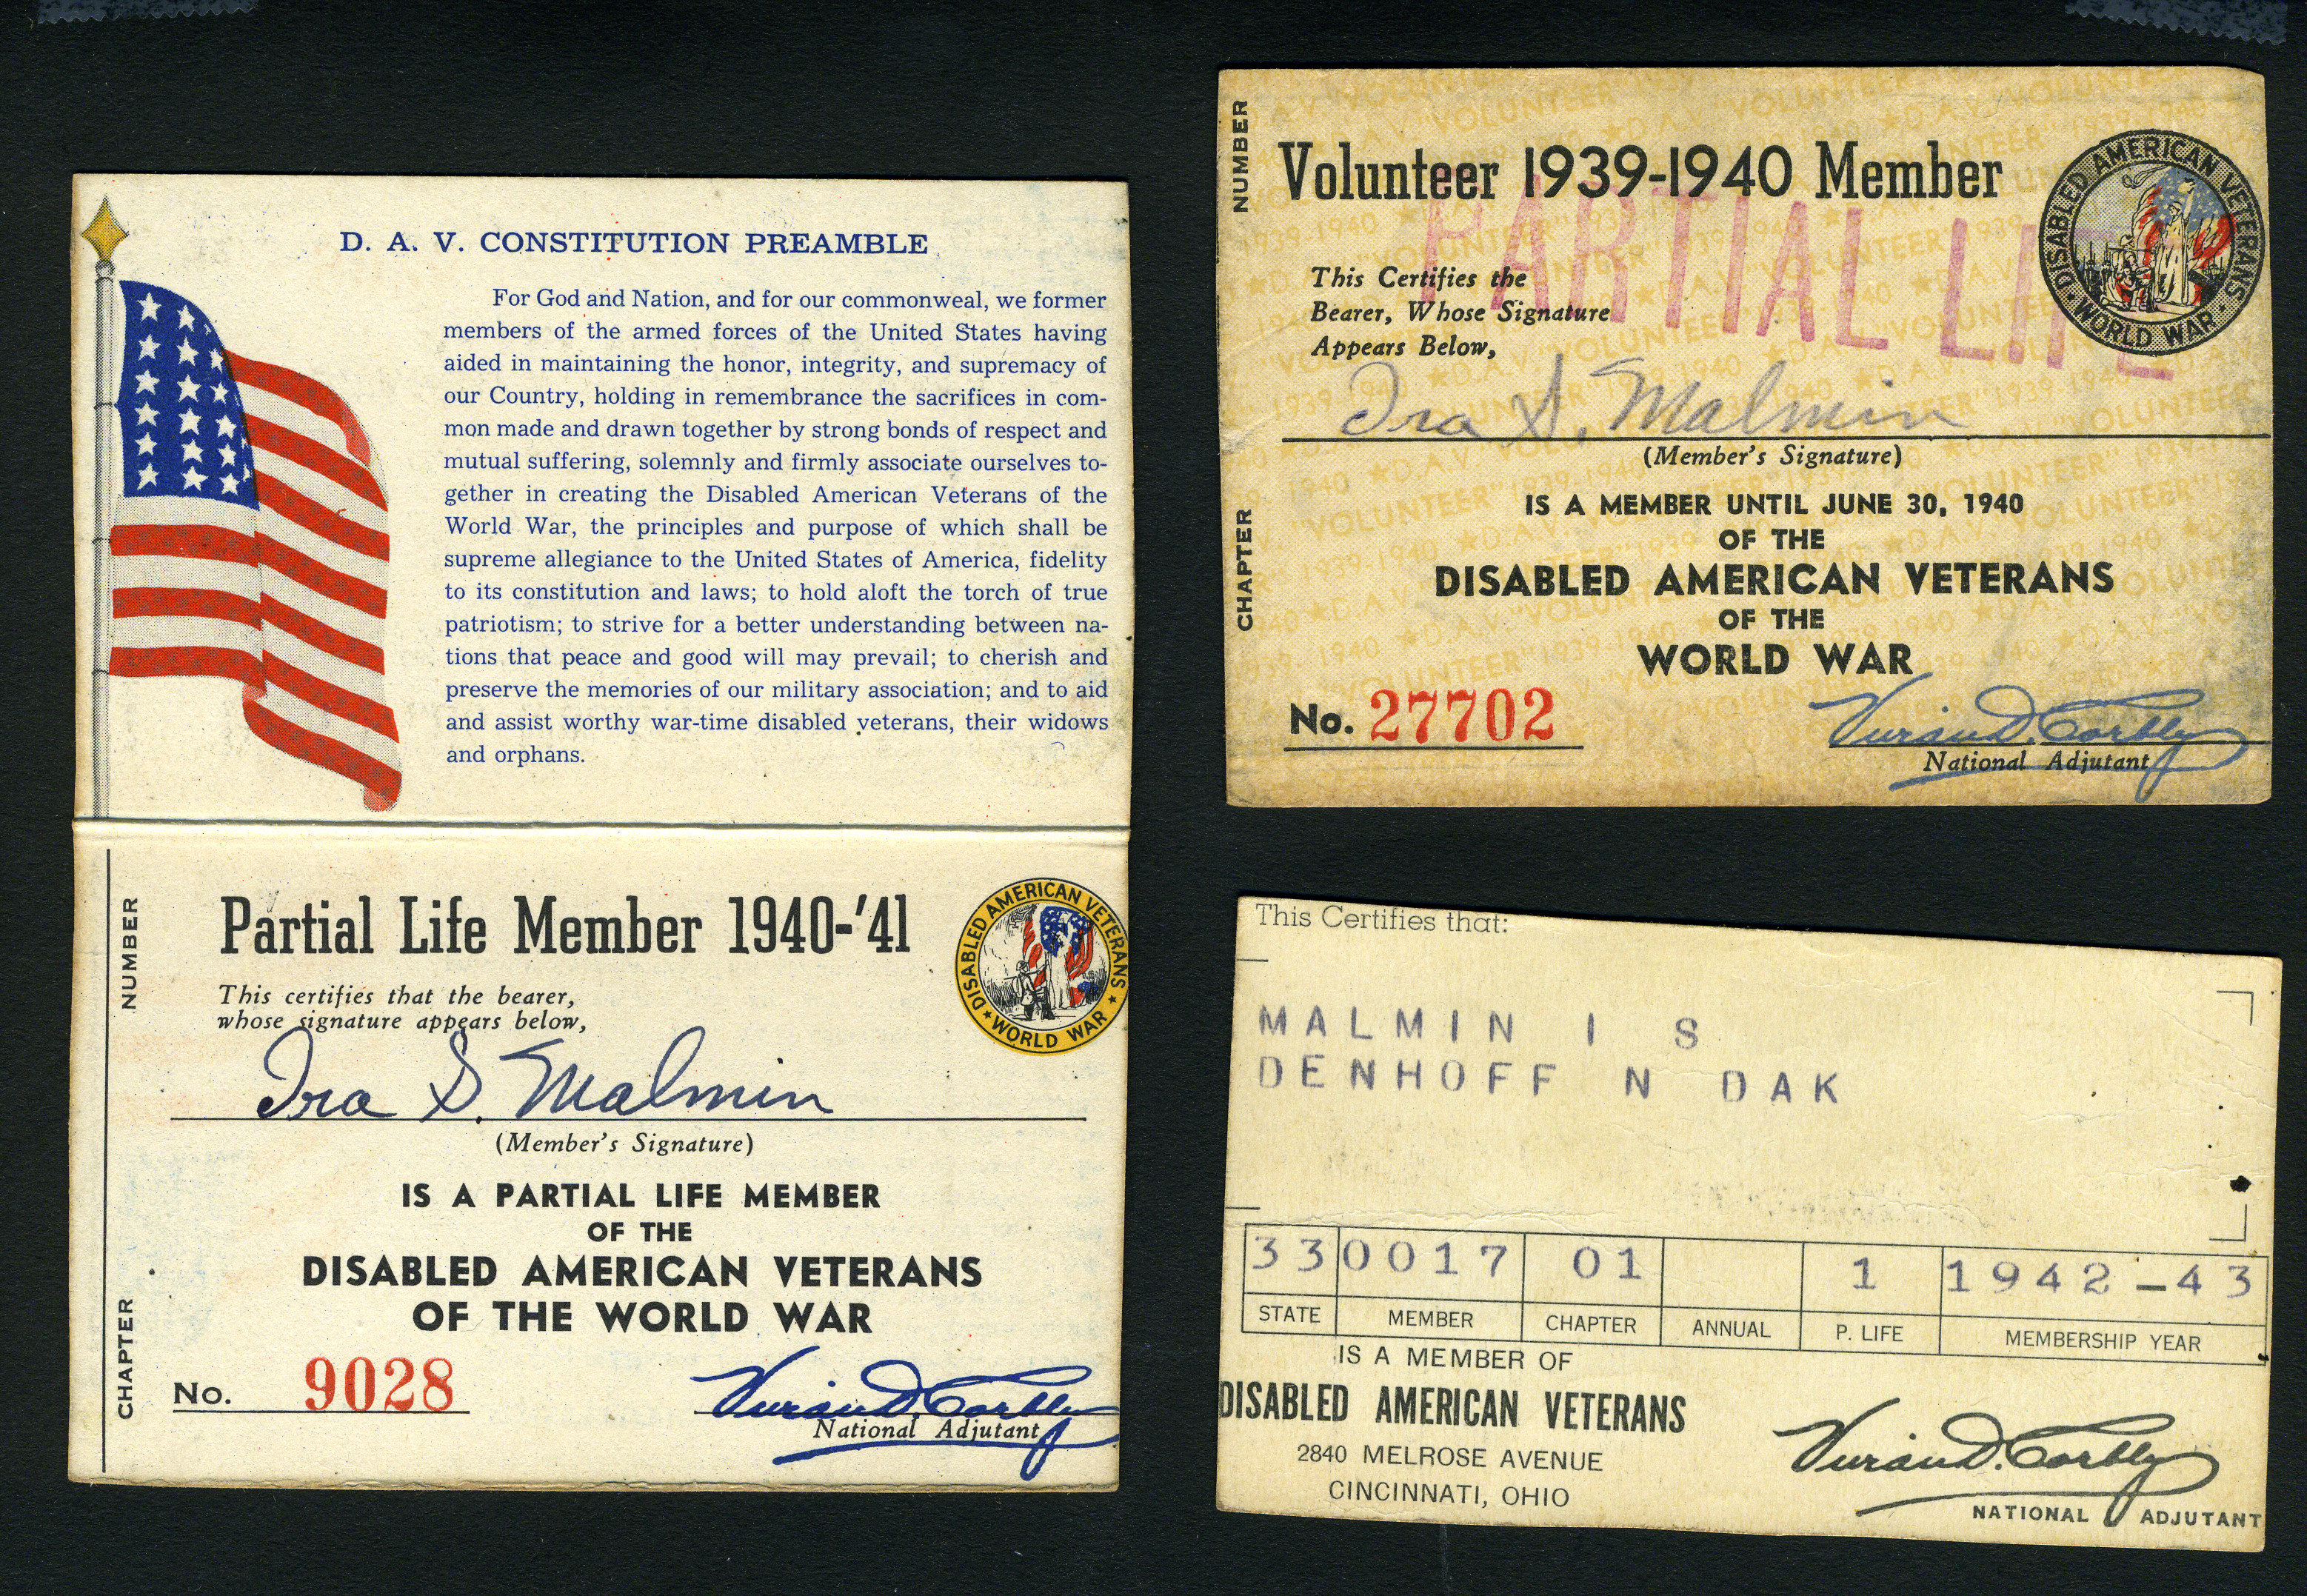 D. A. V. CONSTITUTION PREAMBLE
For God and Nation, and for our commonweal, we former
members of the armed forces of the United States having
aided in maintaining the honor, integrity, and supremacy of
our Country, holding in remembrance the sacrifices in com-
mon made and drawn together by strong bonds of respect and
mutual suffering, solemnly and firmly associate ourselves to-
gether in creating the Disabled American Veterans of the
World War, the principles and purpose of which shall be
supreme allegiance to the United States of America, fidelity
to its constitution and laws; to hold aloft the torch of true
patriotism; to strive for a better understanding between na-
tions that peace and good will may prevail; to cherish and
preserve the memories of our military association; and to aid
and assist worthy war-time disabled veterans, their widows
and orphans.
NUMBER
CHAPTER
Partial Life Member 1940-'41
DISABLED AMERICAN VETERANS
WORLD WAR
This certifies that the bearer,
whose signature appears below,
Ira S. Malmin
(Member's Signature)
IS A PARTIAL LIFE MEMBER
OF THE
DISABLED AMERICAN VETERANS
OF THE WORLD WAR
No. 9028
Vivian D. Corbly
National Adjutant
NUMBER
CHAPTER
Volunteer 1939-1940 Member
DISABLED AMERICAN VETERANS
WORLD WAR
PARTIAL LIFE
This Certifies the
Bearer, Whose Signature
Appears Below,
Ira S. Malmin
(Member's Signature)
IS A MEMBER UNTIL JUNE 30, 1940
OF THE
DISABLED AMERICAN VETERANS
OF THE
WORLD WAR
No. 27702
Vivian D. Corbly
National Adjutant
This Certifies that:
MALMIN I S
DENHOFF N DAK
33 0017 01 1 1942-43
STATE MEMBER CHAPTER ANNUAL P. LIFE MEMBERSHIP YEAR
IS A MEMBER OF
DISABLED AMERICAN VETERANS
2840 MELROSE AVENUE
CINCINNATI, OHIO
Vivian D. Corbly
NATIONAL ADJUTANT